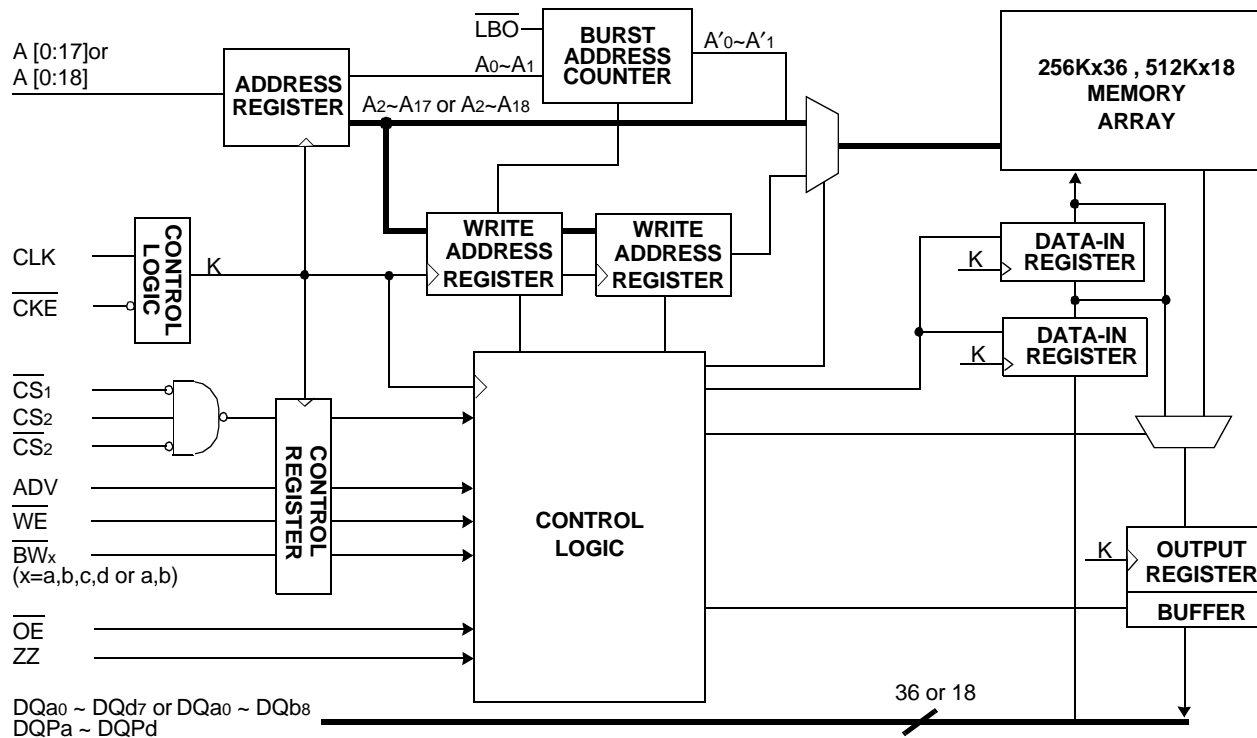 LBO
BURST
ADDRESS
COUNTER
A′0~A′1
A [0:17]or
A [0:18]
ADDRESS
REGISTER
A0~A1
A2~A17 or A2~A18
256Kx36 , 512Kx18
MEMORY
ARRAY
WRITE
ADDRESS
REGISTER
WRITE
ADDRESS
REGISTER
CLK
CKE
CONTROL
LOGIC
K
DATA-IN
REGISTER
K
DATA-IN
REGISTER
K
CS1
CS2
CS2
ADV
WE
BWx
(x=a,b,c,d or a,b)
CONTROL
REGISTER
CONTROL
LOGIC
K
OUTPUT
REGISTER
BUFFER
OE
ZZ
DQa0 ~ DQd7 or DQa0 ~ DQb8
DQPa ~ DQPd
36 or 18